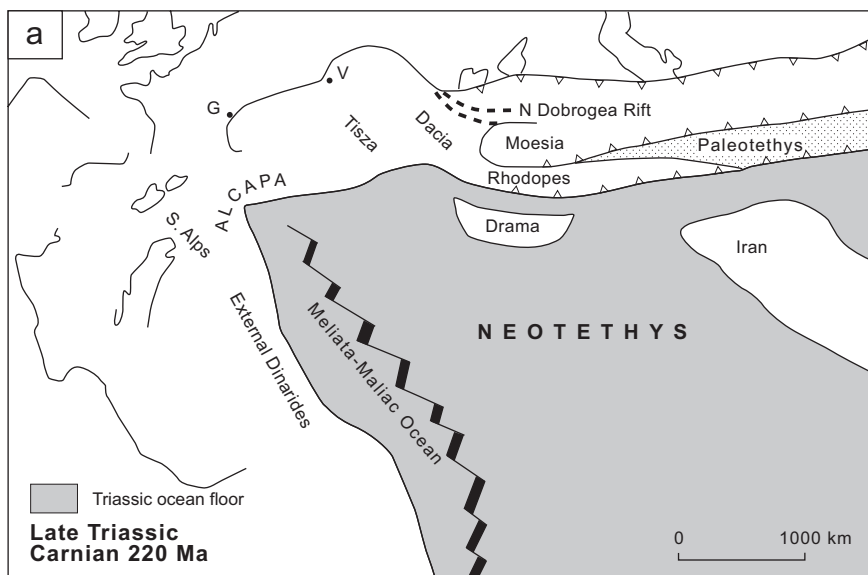 a
V
G
N Dobrogea Rift
Tisza
Dacia
Moesia
Paleotethys
Rhodopes
ALCAPA
S. Alps
Drama
Iran
External Dinarides
Meliata-Maliac Ocean
NEOTETHYS
Triassic ocean floor
Late Triassic
Carnian 220 Ma
0 1000 km